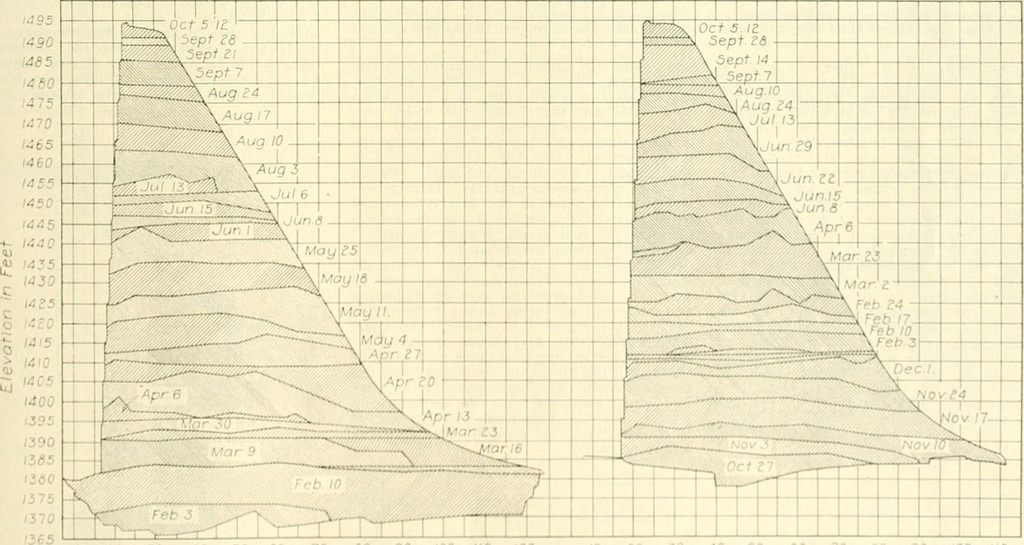 Elevation in Feet
1495
1490
1485
1480
1475
1470
1465
1460
1455
1450
1445
1440
1435
1430
1425
1420
1415
1410
1405
1400
1395
1390
1385
1380
1375
1370
1365
Oct 5.12
Sept 28
Sept 21
Sept 7
Aug. 24
Aug. 17
Aug. 10
Aug 3
Jul 13
Jul 6
Jun 15
Jun. 8
Jun. 1
May 25
May 18
May 11.
May 4
Apr 27
Apr 20
Apr 6
Apr 13
Mar 30
Mar 23
Mar 9
Mar 16
Feb. 10
Feb 3
Oct 5.12
Sept. 28
Sept 14
Sept. 7
Aug. 10
Aug 24
Jul 13
Jun. 29
Jun. 22
Jun. 15
Jun. 8
Apr 6
Mar. 23
Mar. 2
Feb. 24
Feb. 17
Feb 10
Feb. 3
Dec. 1
Nov. 24
Nov. 17
Nov. 3
Nov 10
Oct 27